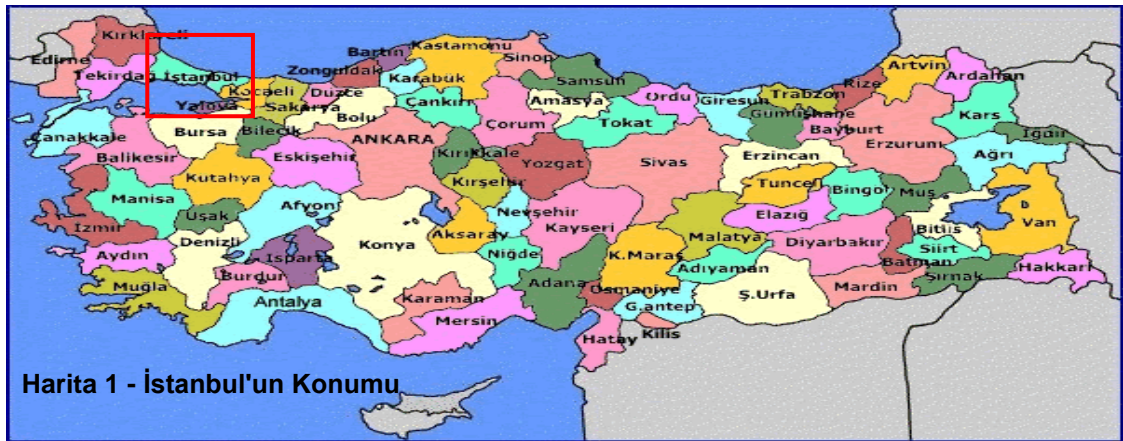 Kırklareli
Edirne
Tekirdağ
İstanbul
Kocaeli
Yalova
Sakarya
Düzce
Zonguldak
Bartın
Kastamonu
Sinop
Karabük
Samsun
Çankırı
Bolu
Amasya
Ordu
Giresun
Trabzon
Rize
Artvin
Ardahan
Gümüşhane
Bayburt
Kars
Iğdır
Çanakkale
Bursa
Bilecik
ANKARA
Çorum
Tokat
Balikesir
Eskişehir
Kırıkkale
Yozgat
Sivas
Erzincan
Erzurum
Ağrı
Kutahya
Kırşehir
Manisa
Uşak
Afyon
Nevşehir
Kayseri
Malatya
Elazığ
Bingol
Muş
Van
İzmir
Denizli
Konya
Aksaray
Niğde
K.Maraş
Adıyaman
Diyarbakır
Bitlis
Siirt
Batman
Şırnak
Hakkari
Aydın
Isparta
Burdur
Muğla
Antalya
Karaman
Mersin
Adana
Osmaniye
G.antep
Ş.Urfa
Mardin
Hatay
Kilis
Harita 1 - İstanbul'un Konumu